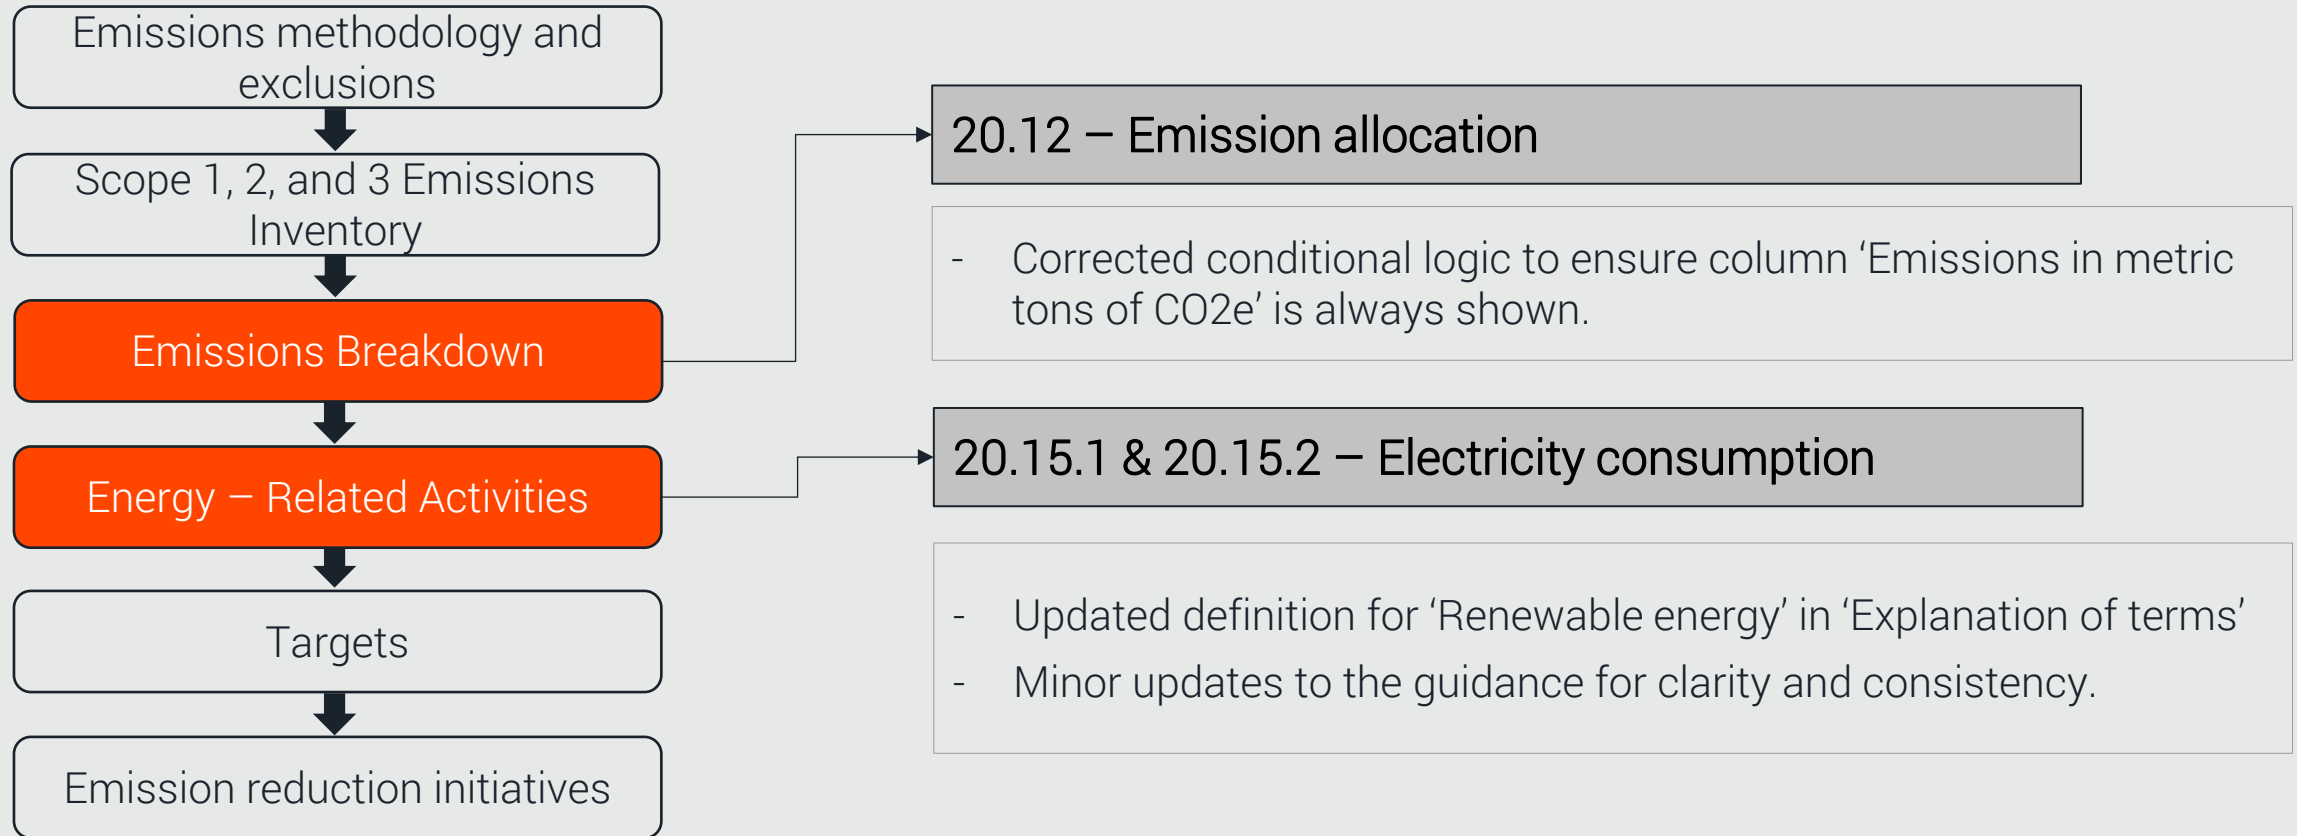 Emissions methodology and
exclusions
Scope 1, 2, and 3 Emissions
Inventory
Emissions Breakdown
Energy – Related Activities
Targets
Emission reduction initiatives
20.12 – Emission allocation
- Corrected conditional logic to ensure column ‘Emissions in metric
tons of CO2e’ is always shown.
20.15.1 & 20.15.2 – Electricity consumption
- Updated definition for ‘Renewable energy’ in ‘Explanation of terms’
- Minor updates to the guidance for clarity and consistency.